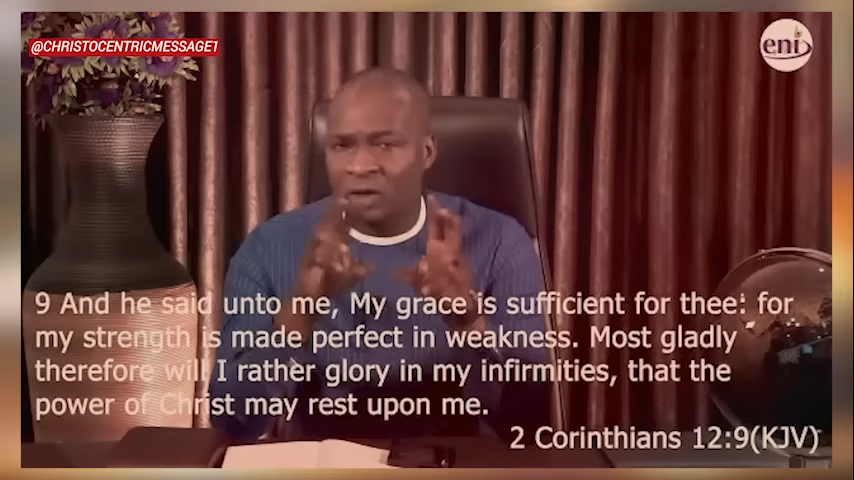 @CHRISTOCENTRICMESSAGE1
eni
9 And he said unto me, My grace is sufficient for thee: for
my strength is made perfect in weakness. Most gladly
therefore will I rather glory in my infirmities, that the
power of Christ may rest upon me.
2 Corinthians 12:9(KJV)